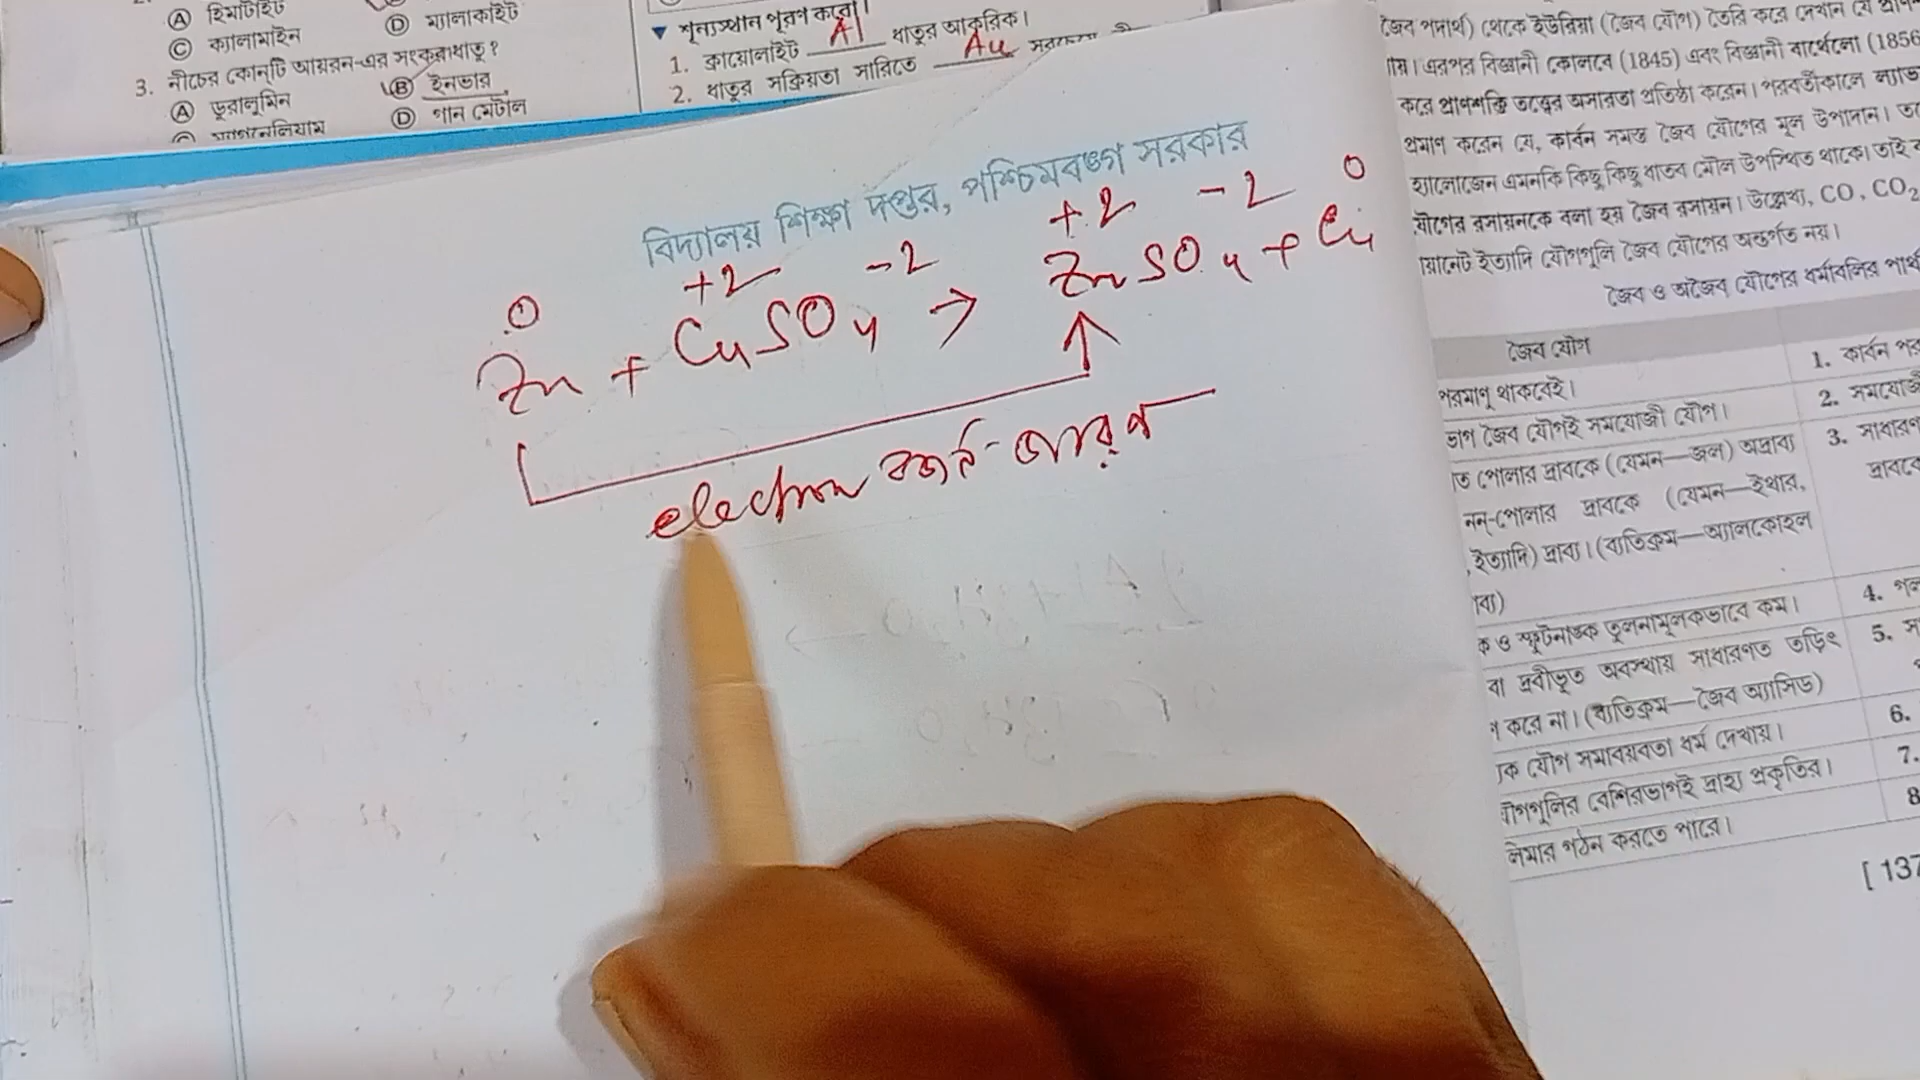 Ⓐ হিমাটাইট
Ⓒ ক্যালামাইন
Ⓓ ম্যালাকাইট
3. নীচের কোন্‌টি আয়রন-এর সংকরধাতু?
Ⓐ ডুরালুমিন
Ⓑ ইনভার
Ⓓ গান মেটাল
▼ শূন্যস্থান পূরণ করো।
1. ক্রায়োলাইট Al ধাতুর আকরিক।
2. ধাতুর সক্রিয়তা সারিতে Au
বিদ্যালয় শিক্ষা দপ্তর, পশ্চিমবঙ্গ সরকার
0 +2 -2 +2 -2 0
Zn + CuSO4 → ZnSO4 + Cu
electron বর্জন-জারণ
জৈব পদার্থ) থেকে ইউরিয়া (জৈব যৌগ) তৈরি করে দেখান যে
এরপর বিজ্ঞানী কোলবে (1845) এবং বিজ্ঞানী বার্থেলো (1856
করে প্রাণশক্তি তত্ত্বের অসারতা প্রতিষ্ঠা করেন। পরবর্তীকালে
প্রমাণ করেন যে, কার্বন সমস্ত জৈব যৌগের মূল উপাদান।
হ্যালোজেন এমনকি কিছু কিছু ধাতব মৌল উপস্থিত থাকে। তাই
যৌগের রসায়নকে বলা হয় জৈব রসায়ন। উল্লেখ্য, CO, CO2
ইত্যাদি যৌগগুলি জৈব যৌগের অন্তর্গত নয়।
জৈব ও অজৈব যৌগের ধর্মাবলির
জৈব যৌগ
পরমাণু থাকবেই।
1. কার্বন
ভাগ জৈব যৌগই সমযোজী যৌগ।
2. সমযোজী
পোলার দ্রাবকে (যেমন—জল) অদ্রাব্য
3. সাধারণ
নন্-পোলার দ্রাবকে (যেমন—ইথার,
দ্রাবকে
ইত্যাদি) দ্রাব্য। (ব্যতিক্রম—অ্যালকোহল
ও স্ফুটনাঙ্ক তুলনামূলকভাবে কম।
4.
বা দ্রবীভূত অবস্থায় সাধারণত তড়িৎ
5.
করে না। (ব্যতিক্রম—জৈব অ্যাসিড)
যৌগ সমাবয়বতা ধর্ম দেখায়।
6.
যৌগগুলির বেশিরভাগই দাহ্য প্রকৃতির।
7.
গঠন করতে পারে।
8
[ 137